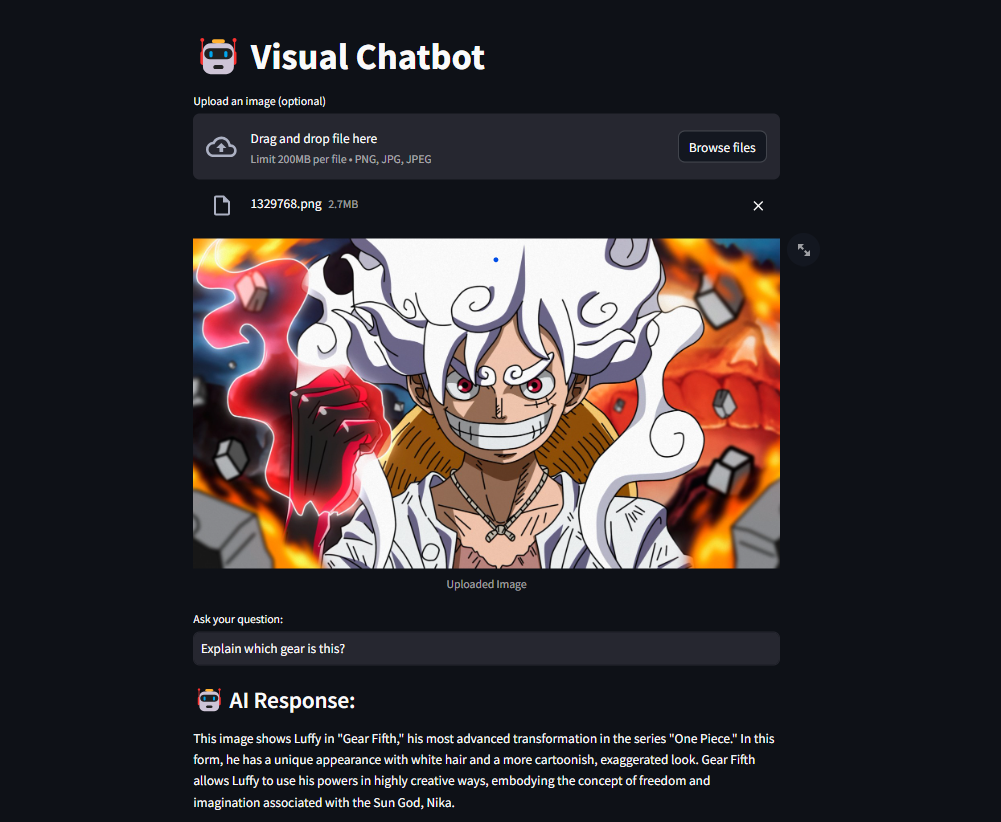 Visual Chatbot
Upload an image (optional)
Drag and drop file here
Limit 200MB per file • PNG, JPG, JPEG
Browse files
1329768.png 2.7MB
Uploaded Image
Ask your question:
Explain which gear is this?
AI Response:
This image shows Luffy in "Gear Fifth," his most advanced transformation in the series "One Piece." In this
form, he has a unique appearance with white hair and a more cartoonish, exaggerated look. Gear Fifth
allows Luffy to use his powers in highly creative ways, embodying the concept of freedom and
imagination associated with the Sun God, Nika.